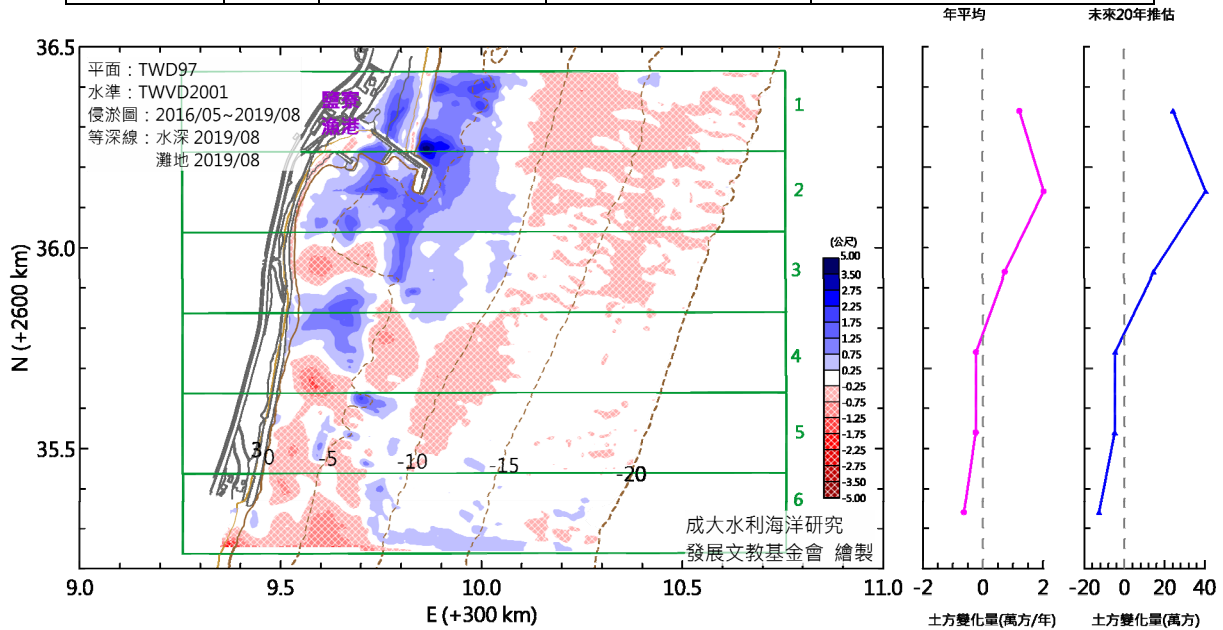 年平均
未來20年推估
36.5
36.0
35.5
N (+2600 km)
平面：TWD97
水準：TWVD2001
侵淤圖：2016/05~2019/08
等深線：水深 2019/08
灘地 2019/08
鹽寮
漁港
1
2
3
4
5
6
(公尺)
5.00
3.50
2.75
1.75
0.75
0.25
-0.25
-0.75
-1.25
-1.75
-2.25
-2.75
-3.50
-5.00
3
0
-5
-10
-15
-20
成大水利海洋研究
發展文教基金會 繪製
9.0
9.5
10.0
10.5
11.0
E (+300 km)
-2
0
2
土方變化量(萬方/年)
-20
0
20
40
土方變化量(萬方)